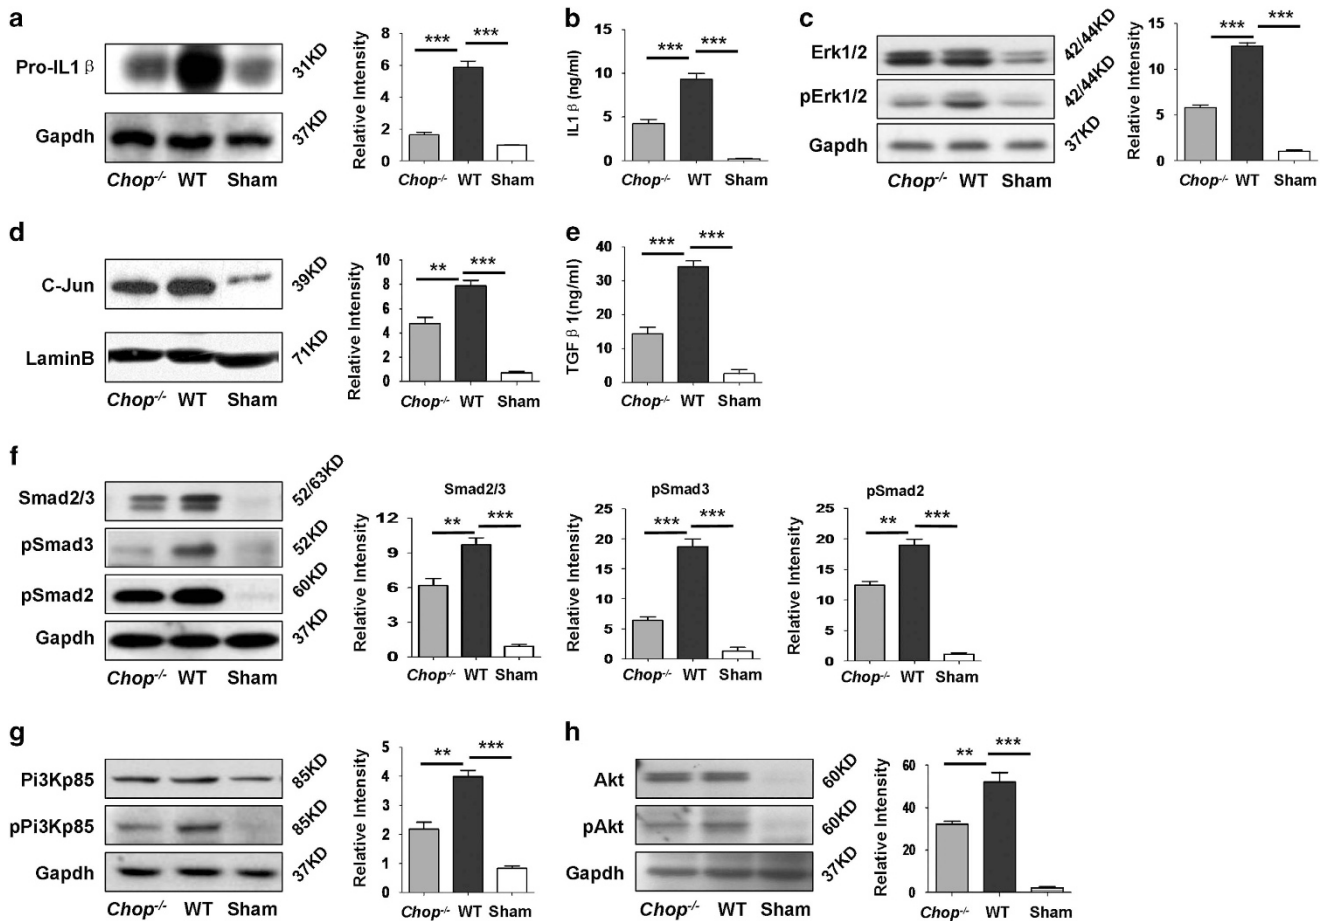 a
Pro-IL1 β
31KD
Gapdh
37KD
Chop-/- WT Sham
Relative Intensity
8
6
4
2
0
*** ***
Chop-/- WT Sham
b
IL1 β (ng/ml)
15
10
5
0
*** ***
Chop-/- WT Sham
c
Erk1/2
42/44KD
pErk1/2
42/44KD
Gapdh
37KD
Chop-/- WT Sham
Relative Intensity
15
10
5
0
*** ***
Chop-/- WT Sham
d
C-Jun
39KD
LaminB
71KD
Chop-/- WT Sham
Relative Intensity
10
8
6
4
2
0
** ***
Chop-/- WT Sham
e
TGF β 1(ng/ml)
40
30
20
10
0
*** ***
Chop-/- WT Sham
f
Smad2/3
52/63KD
pSmad3
52KD
pSmad2
60KD
Gapdh
37KD
Chop-/- WT Sham
Smad2/3
Relative Intensity
12
9
6
3
0
** ***
Chop-/- WT Sham
pSmad3
Relative Intensity
25
20
15
10
5
0
*** ***
Chop-/- WT Sham
pSmad2
Relative Intensity
25
20
15
10
5
0
** ***
Chop-/- WT Sham
g
Pi3Kp85
85KD
pPi3Kp85
85KD
Gapdh
37KD
Chop-/- WT Sham
Relative Intensity
5
4
3
2
1
0
** ***
Chop-/- WT Sham
h
Akt
60KD
pAkt
60KD
Gapdh
37KD
Chop-/- WT Sham
Relative Intensity
60
40
20
0
** ***
Chop-/- WT Sham